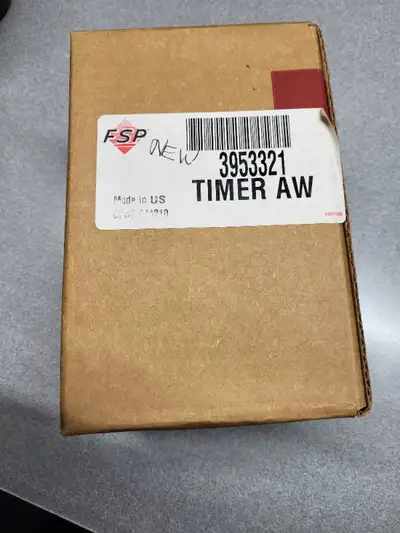 FSP
NEW
3953321
TIMER AW
Made in US